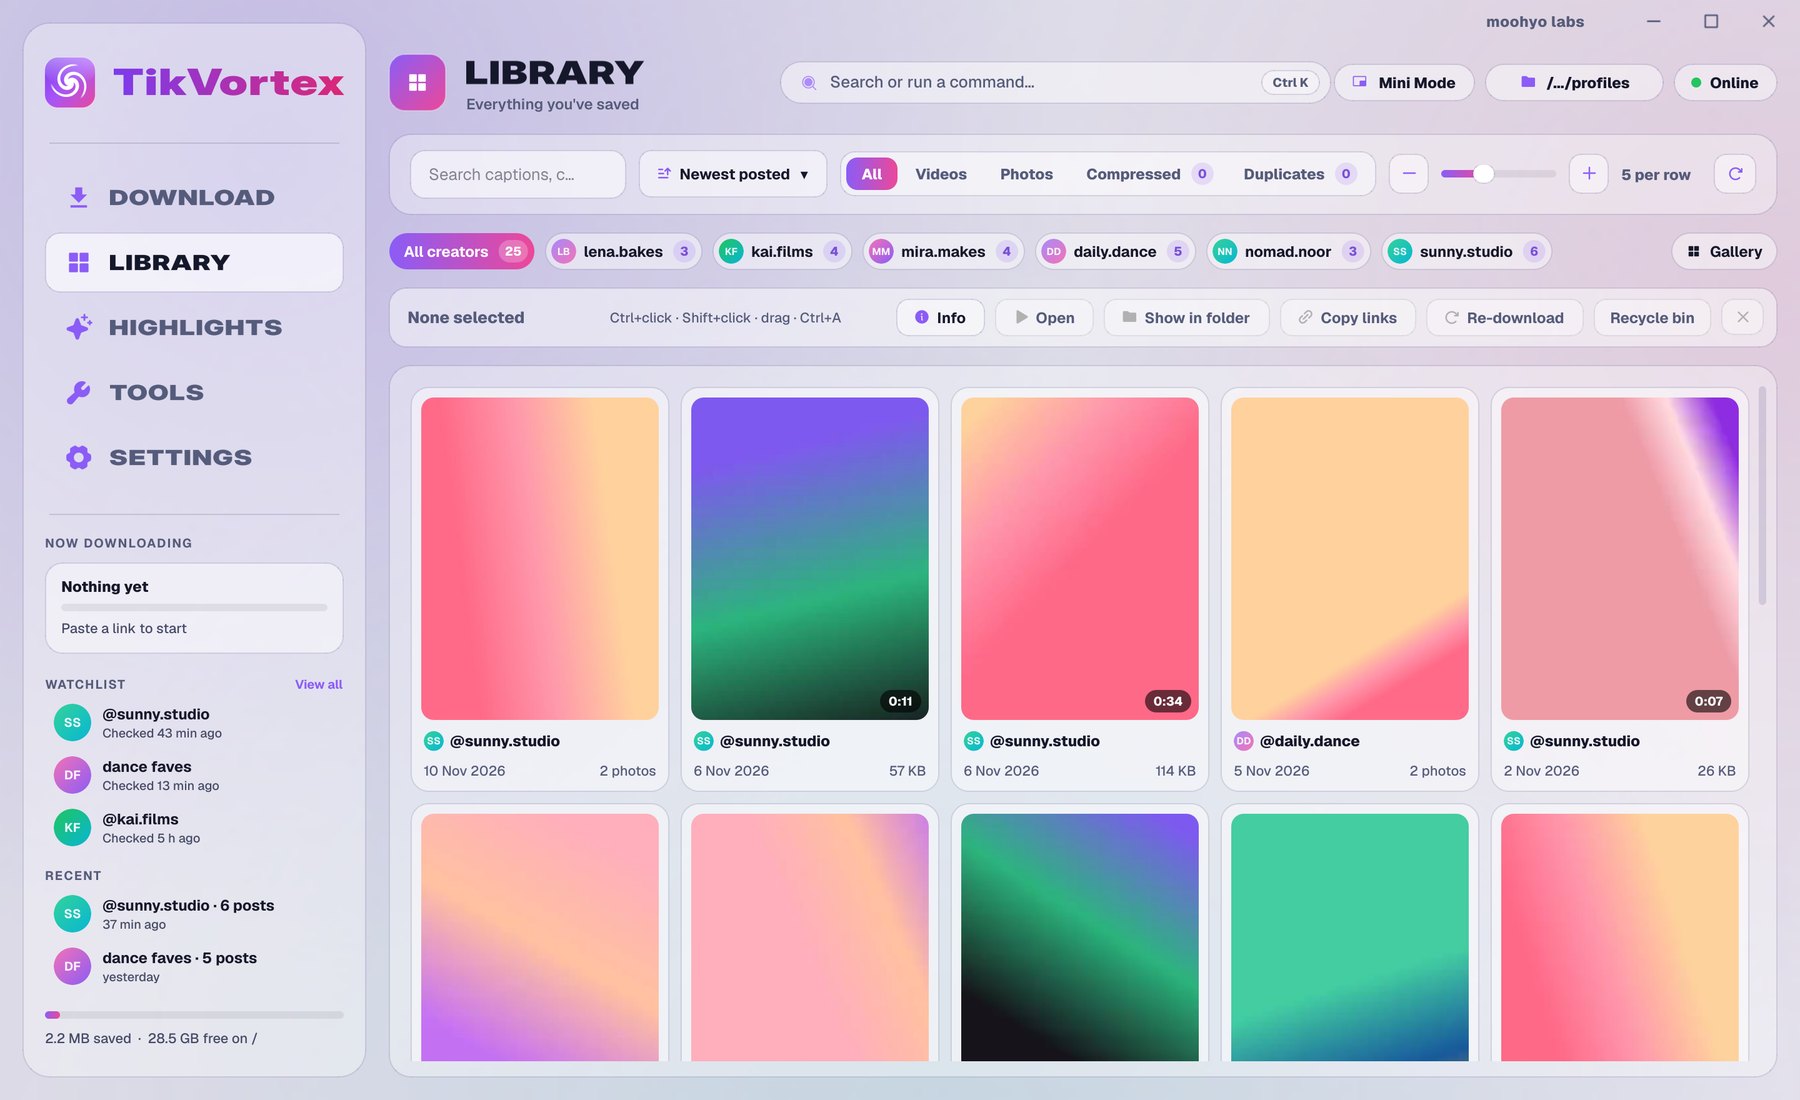 moohyo labs
TikVortex
DOWNLOAD
LIBRARY
HIGHLIGHTS
TOOLS
SETTINGS
NOW DOWNLOADING
Nothing yet
Paste a link to start
WATCHLIST View all
SS @sunny.studio
Checked 43 min ago
DF dance faves
Checked 13 min ago
KF @kai.films
Checked 5 h ago
RECENT
SS @sunny.studio · 6 posts
37 min ago
DF dance faves · 5 posts
yesterday
2.2 MB saved · 28.5 GB free on /
LIBRARY
Everything you've saved
Search or run a command... Ctrl K
Mini Mode
/.../profiles
Online
Search captions, c...
Newest posted ▾
All Videos Photos Compressed 0 Duplicates 0
5 per row
All creators 25 LB lena.bakes 3 KF kai.films 4 MM mira.makes 4 DD daily.dance 5 NN nomad.noor 3 SS sunny.studio 6 Gallery
None selected Ctrl+click · Shift+click · drag · Ctrl+A Info Open Show in folder Copy links Re-download Recycle bin
0:11 0:34 0:07
SS @sunny.studio SS @sunny.studio SS @sunny.studio DD @daily.dance SS @sunny.studio
10 Nov 2026 2 photos 6 Nov 2026 57 KB 6 Nov 2026 114 KB 5 Nov 2026 2 photos 2 Nov 2026 26 KB